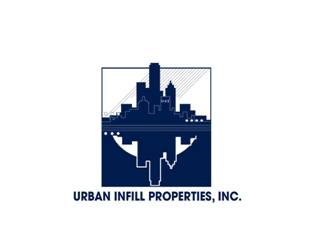 URBAN INFILL PROPERTIES, INC.